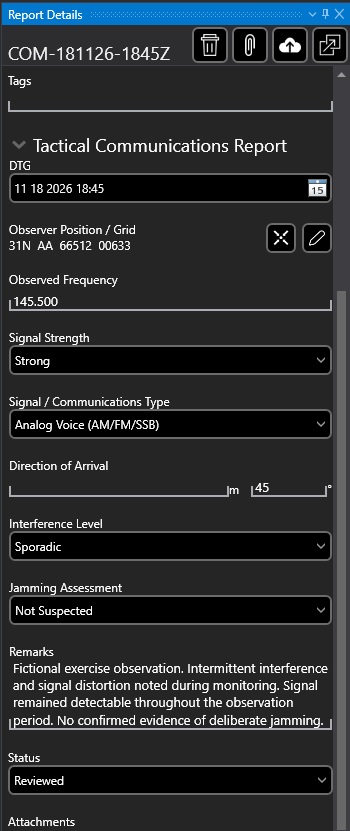 Report Details
COM-181126-1845Z
Tags
Tactical Communications Report
DTG
11 18 2026 18:45
15
Observer Position / Grid
31N AA 66512 00633
Observed Frequency
145.500
Signal Strength
Strong
Signal / Communications Type
Analog Voice (AM/FM/SSB)
Direction of Arrival
m 45 °
Interference Level
Sporadic
Jamming Assessment
Not Suspected
Remarks
Fictional exercise observation. Intermittent interference
and signal distortion noted during monitoring. Signal
remained detectable throughout the observation
period. No confirmed evidence of deliberate jamming.
Status
Reviewed
Attachments